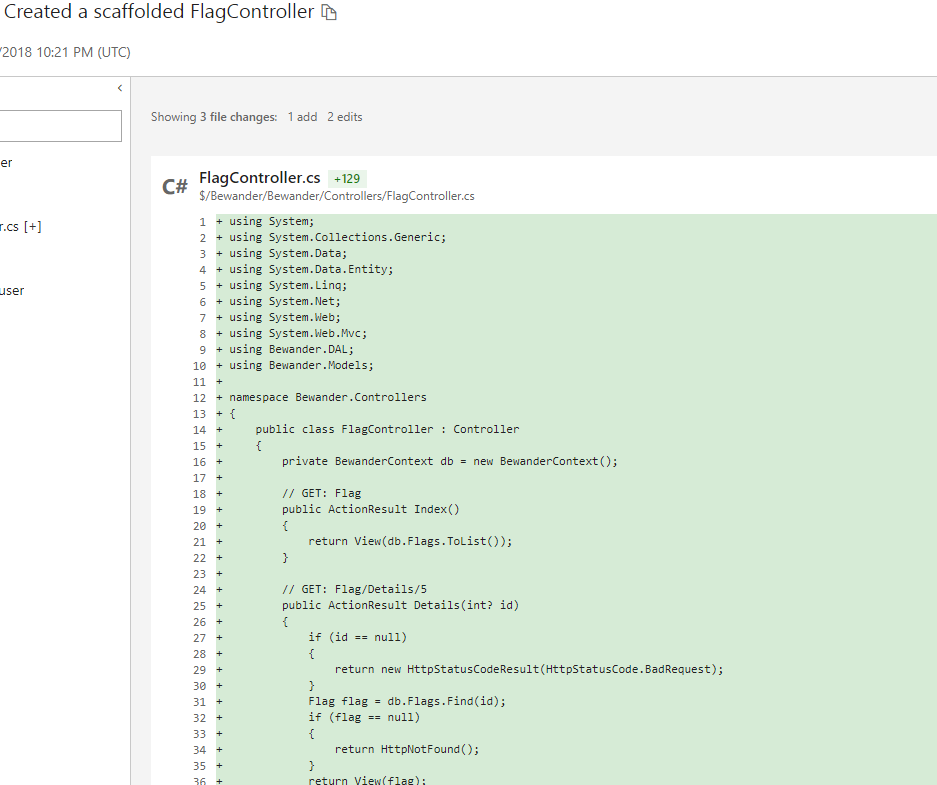 Created a scaffolded FlagController
/2018 10:21 PM (UTC)
er
r.cs [+]
user
Showing 3 file changes: 1 add 2 edits
C# FlagController.cs +129
$/Bewander/Bewander/Controllers/FlagController.cs
1 + using System;
2 + using System.Collections.Generic;
3 + using System.Data;
4 + using System.Data.Entity;
5 + using System.Linq;
6 + using System.Net;
7 + using System.Web;
8 + using System.Web.Mvc;
9 + using Bewander.DAL;
10 + using Bewander.Models;
11 +
12 + namespace Bewander.Controllers
13 + {
14 +     public class FlagController : Controller
15 +     {
16 +         private BewanderContext db = new BewanderContext();
17 +
18 +         // GET: Flag
19 +         public ActionResult Index()
20 +         {
21 +             return View(db.Flags.ToList());
22 +         }
23 +
24 +         // GET: Flag/Details/5
25 +         public ActionResult Details(int? id)
26 +         {
27 +             if (id == null)
28 +             {
29 +                 return new HttpStatusCodeResult(HttpStatusCode.BadRequest);
30 +             }
31 +             Flag flag = db.Flags.Find(id);
32 +             if (flag == null)
33 +             {
34 +                 return HttpNotFound();
35 +             }
36 +             return View(flag);